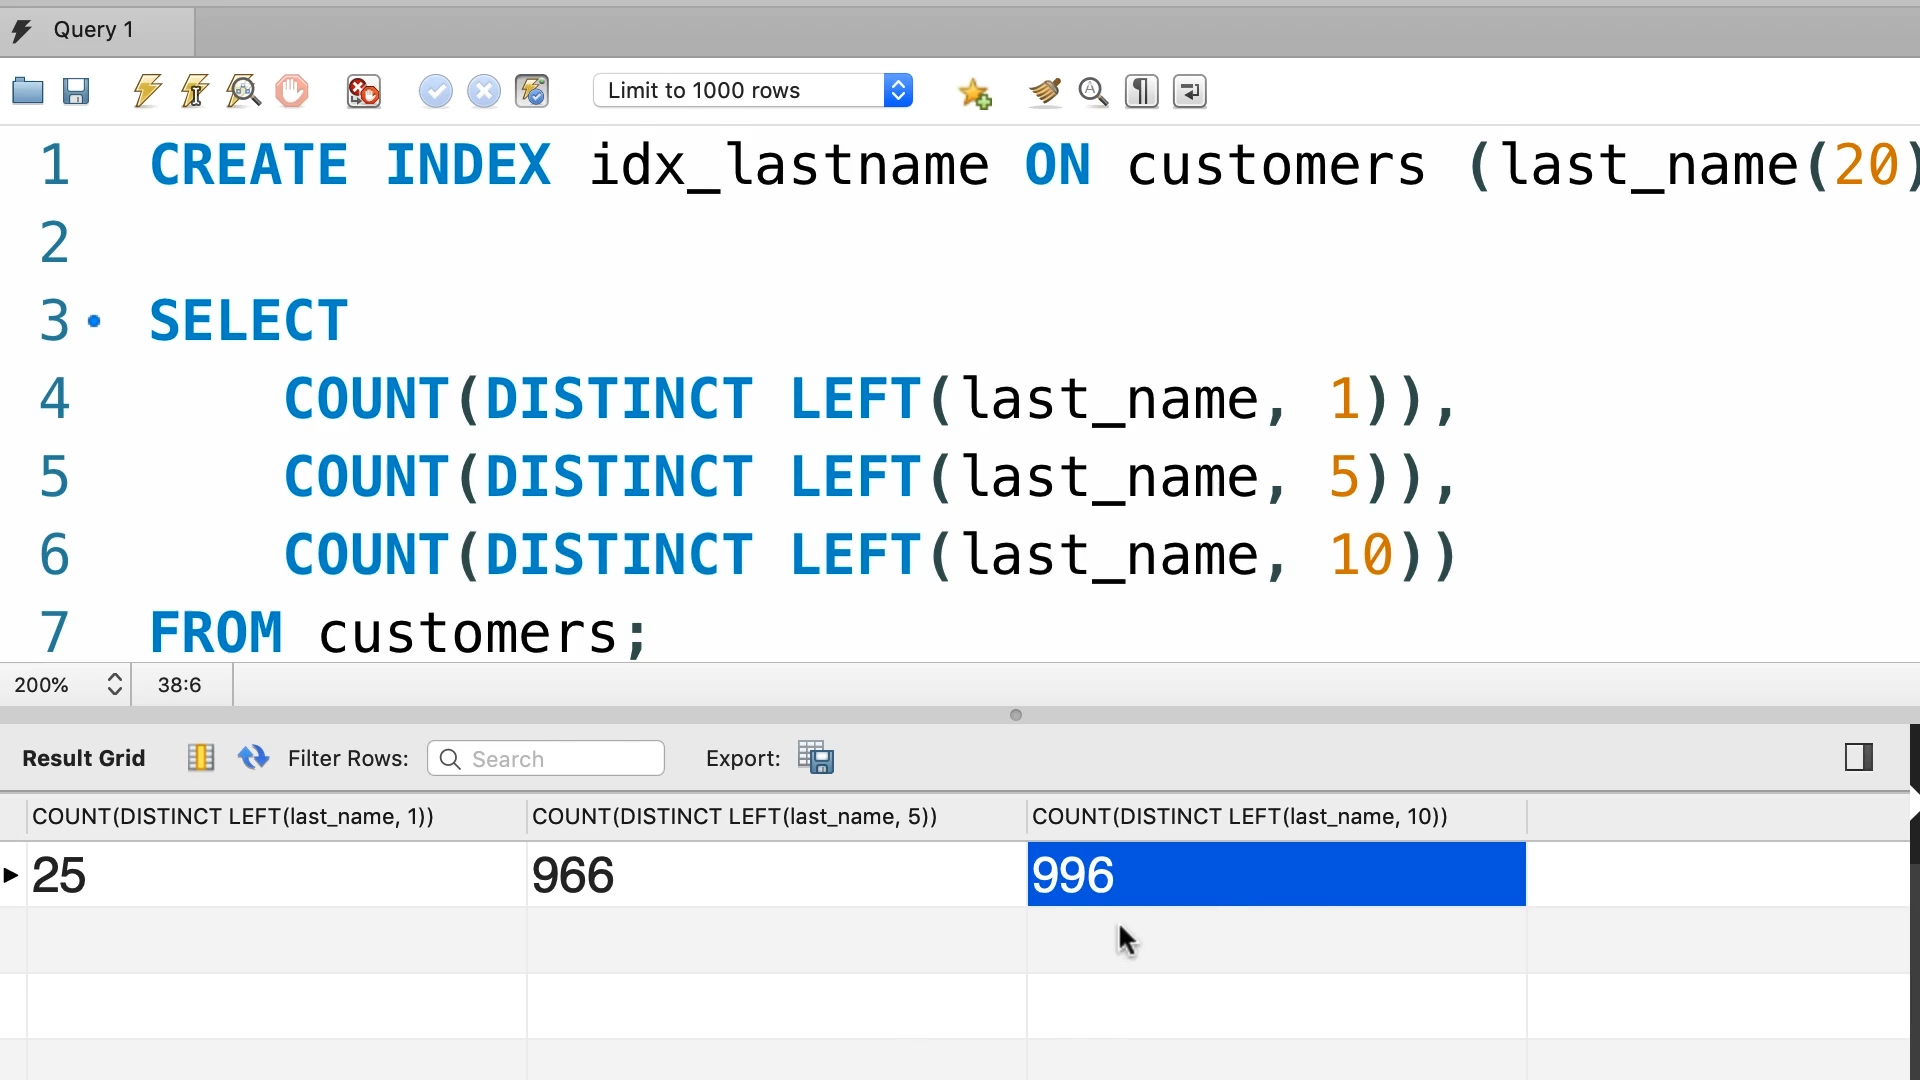 Query 1
Limit to 1000 rows
1 CREATE INDEX idx_lastname ON customers (last_name(20)
2
3 SELECT
4 COUNT(DISTINCT LEFT(last_name, 1)),
5 COUNT(DISTINCT LEFT(last_name, 5)),
6 COUNT(DISTINCT LEFT(last_name, 10))
7 FROM customers;
200% 38:6
Result Grid Filter Rows: Search Export:
COUNT(DISTINCT LEFT(last_name, 1)) COUNT(DISTINCT LEFT(last_name, 5)) COUNT(DISTINCT LEFT(last_name, 10))
25 966 996